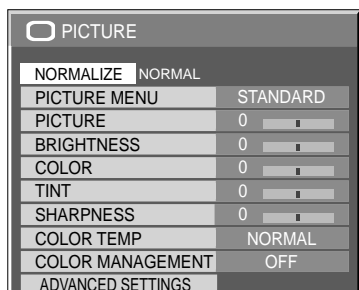 PICTURE
NORMALIZE NORMAL
PICTURE MENU STANDARD
PICTURE 0
BRIGHTNESS 0
COLOR 0
TINT 0
SHARPNESS 0
COLOR TEMP NORMAL
COLOR MANAGEMENT OFF
ADVANCED SETTINGS